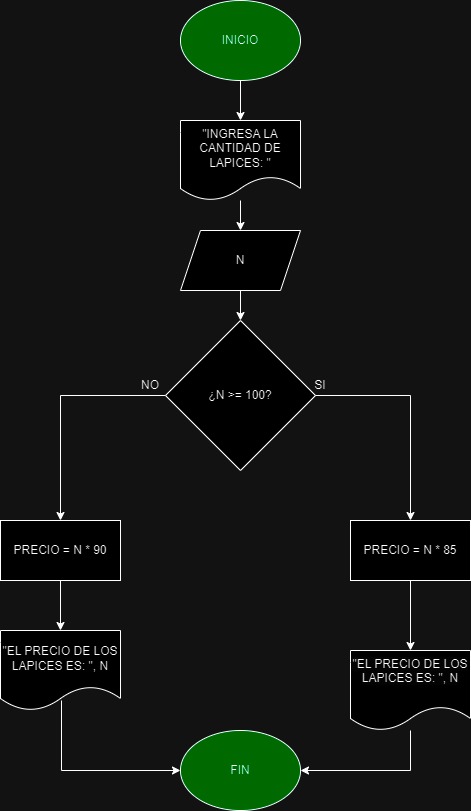 INICIO
"INGRESA LA
CANTIDAD DE
LAPICES: "
N
¿N >= 100?
NO
SI
PRECIO = N * 90
PRECIO = N * 85
"EL PRECIO DE LOS
LAPICES ES: ", N
"EL PRECIO DE LOS
LAPICES ES: ", N
FIN